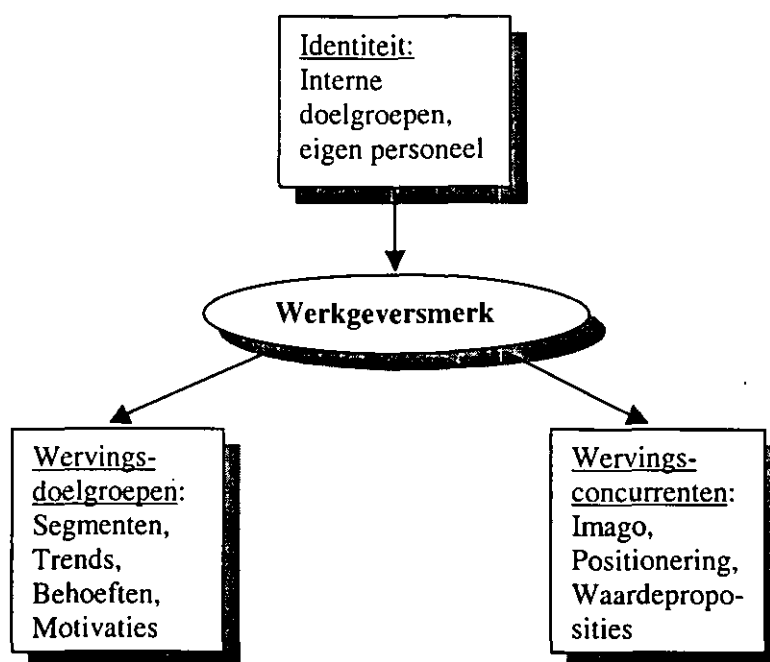 Identiteit:
Interne
doelgroepen,
eigen personeel
Werkgeversmerk
Wervings-
doelgroepen:
Segmenten,
Trends,
Behoeften,
Motivaties
Wervings-
concurrenten:
Imago,
Positionering,
Waardepropo-
sities